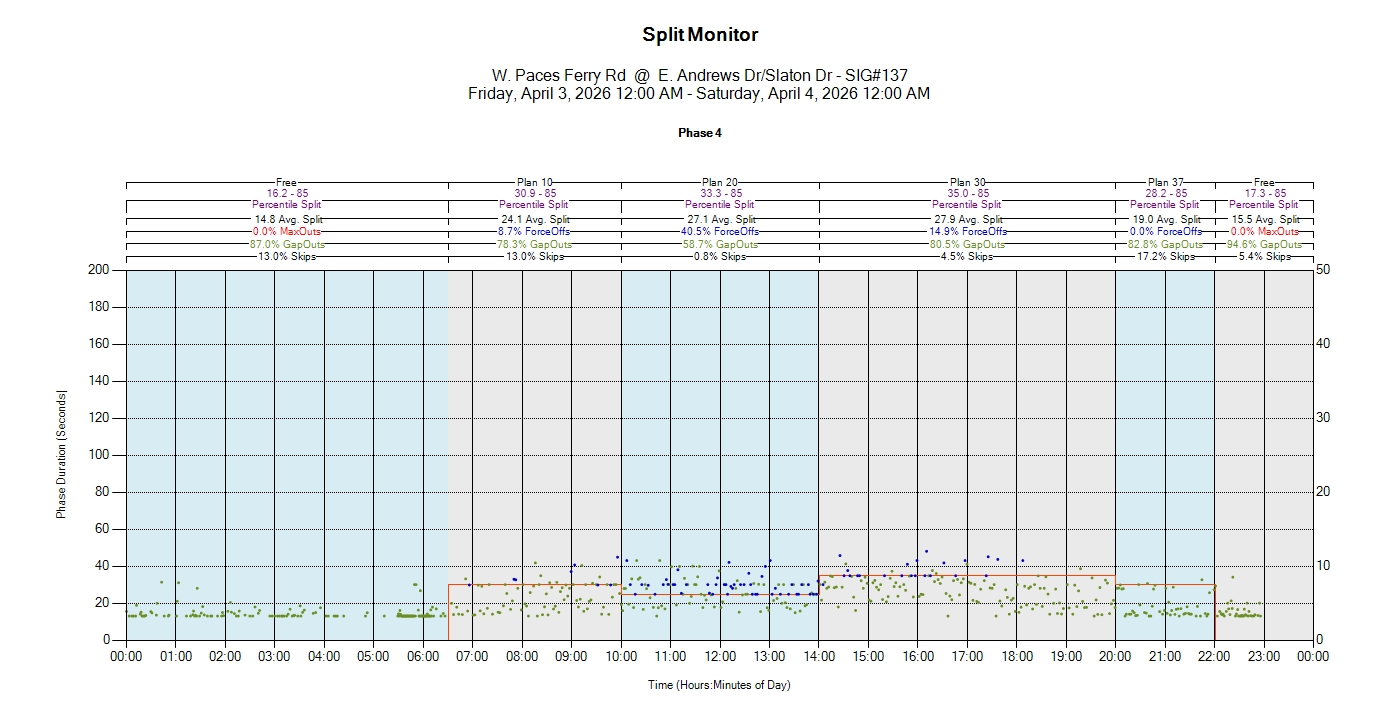 Split Monitor
W. Paces Ferry Rd @ E. Andrews Dr/Slaton Dr - SIG#137
Friday, April 3, 2026 12:00 AM - Saturday, April 4, 2026 12:00 AM
Phase 4
Free Plan 10 Plan 20 Plan 30 Plan 37 Free
16.2 - 85 30.9 - 85 33.3 - 85 35.0 - 85 28.2 - 85 17.3 - 85
Percentile Split Percentile Split Percentile Split Percentile Split Percentile Split Percentile Split
14.8 Avg. Split 24.1 Avg. Split 27.1 Avg. Split 27.9 Avg. Split 19.0 Avg. Split 15.5 Avg. Split
0.0% MaxOuts 8.7% ForceOffs 40.5% ForceOffs 14.9% ForceOffs 0.0% ForceOffs 0.0% MaxOuts
87.0% GapOuts 78.3% GapOuts 58.7% GapOuts 80.5% GapOuts 82.8% GapOuts 94.6% GapOuts
13.0% Skips 13.0% Skips 0.8% Skips 4.5% Skips 17.2% Skips 5.4% Skips
200 50
180
160 40
140
120 30
100
80 20
60
40 10
20
0 0
Phase Duration (Seconds)
00:00 01:00 02:00 03:00 04:00 05:00 06:00 07:00 08:00 09:00 10:00 11:00 12:00 13:00 14:00 15:00 16:00 17:00 18:00 19:00 20:00 21:00 22:00 23:00 00:00
Time (Hours:Minutes of Day)